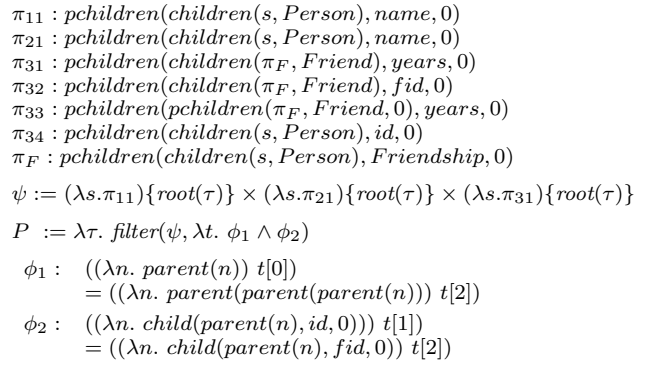 π₁₁ : pchildren(children(s, Person), name, 0)
π₂₁ : pchildren(children(s, Person), name, 0)
π₃₁ : pchildren(children(π_F, Friend), years, 0)
π₃₂ : pchildren(children(π_F, Friend), fid, 0)
π₃₃ : pchildren(pchildren(π_F, Friend, 0), years, 0)
π₃₄ : pchildren(children(s, Person), id, 0)
π_F : pchildren(children(s, Person), Friendship, 0)
ψ := (λs.π₁₁){root(τ)} × (λs.π₂₁){root(τ)} × (λs.π₃₁){root(τ)}
P := λτ. filter(ψ, λt. ϕ₁ ∧ ϕ₂)
ϕ₁ : ((λn. parent(n)) t[0])
= ((λn. parent(parent(parent(n))) t[2])
ϕ₂ : ((λn. child(parent(n), id, 0))) t[1])
= ((λn. child(parent(n), fid, 0)) t[2])